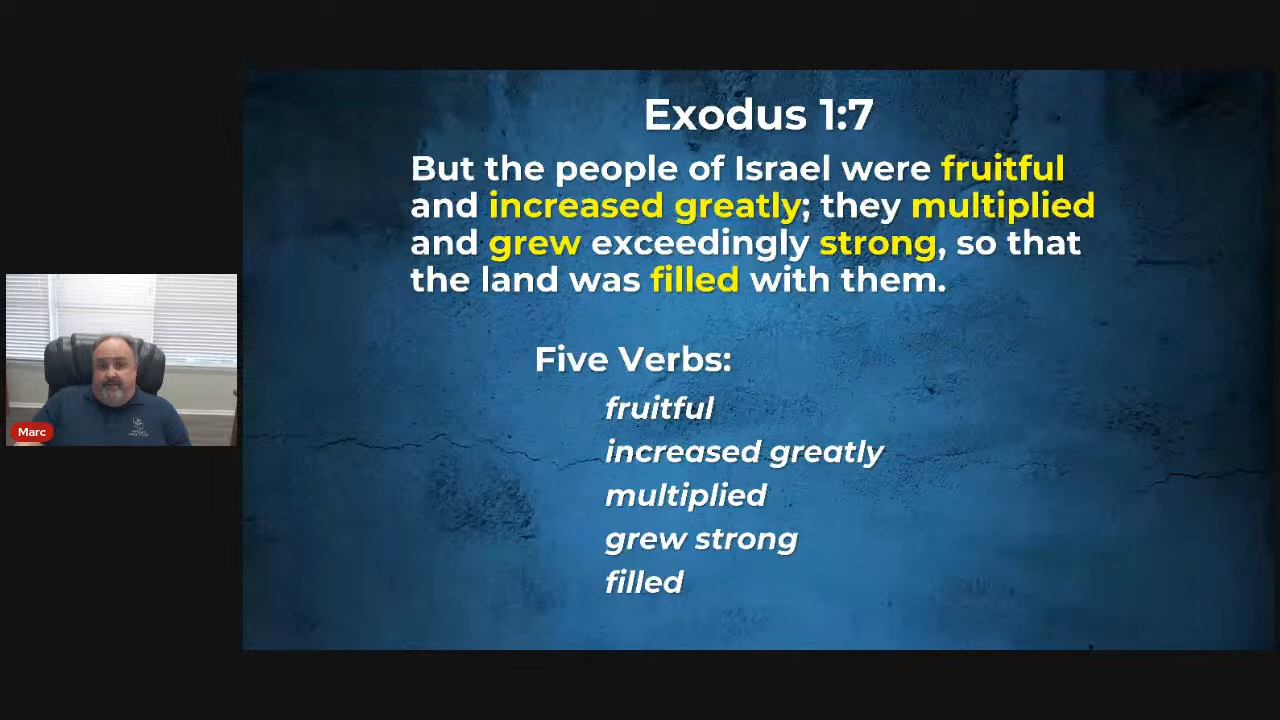 Exodus 1:7
But the people of Israel were fruitful
and increased greatly; they multiplied
and grew exceedingly strong, so that
the land was filled with them.
Five Verbs:
fruitful
increased greatly
multiplied
grew strong
filled
Marc